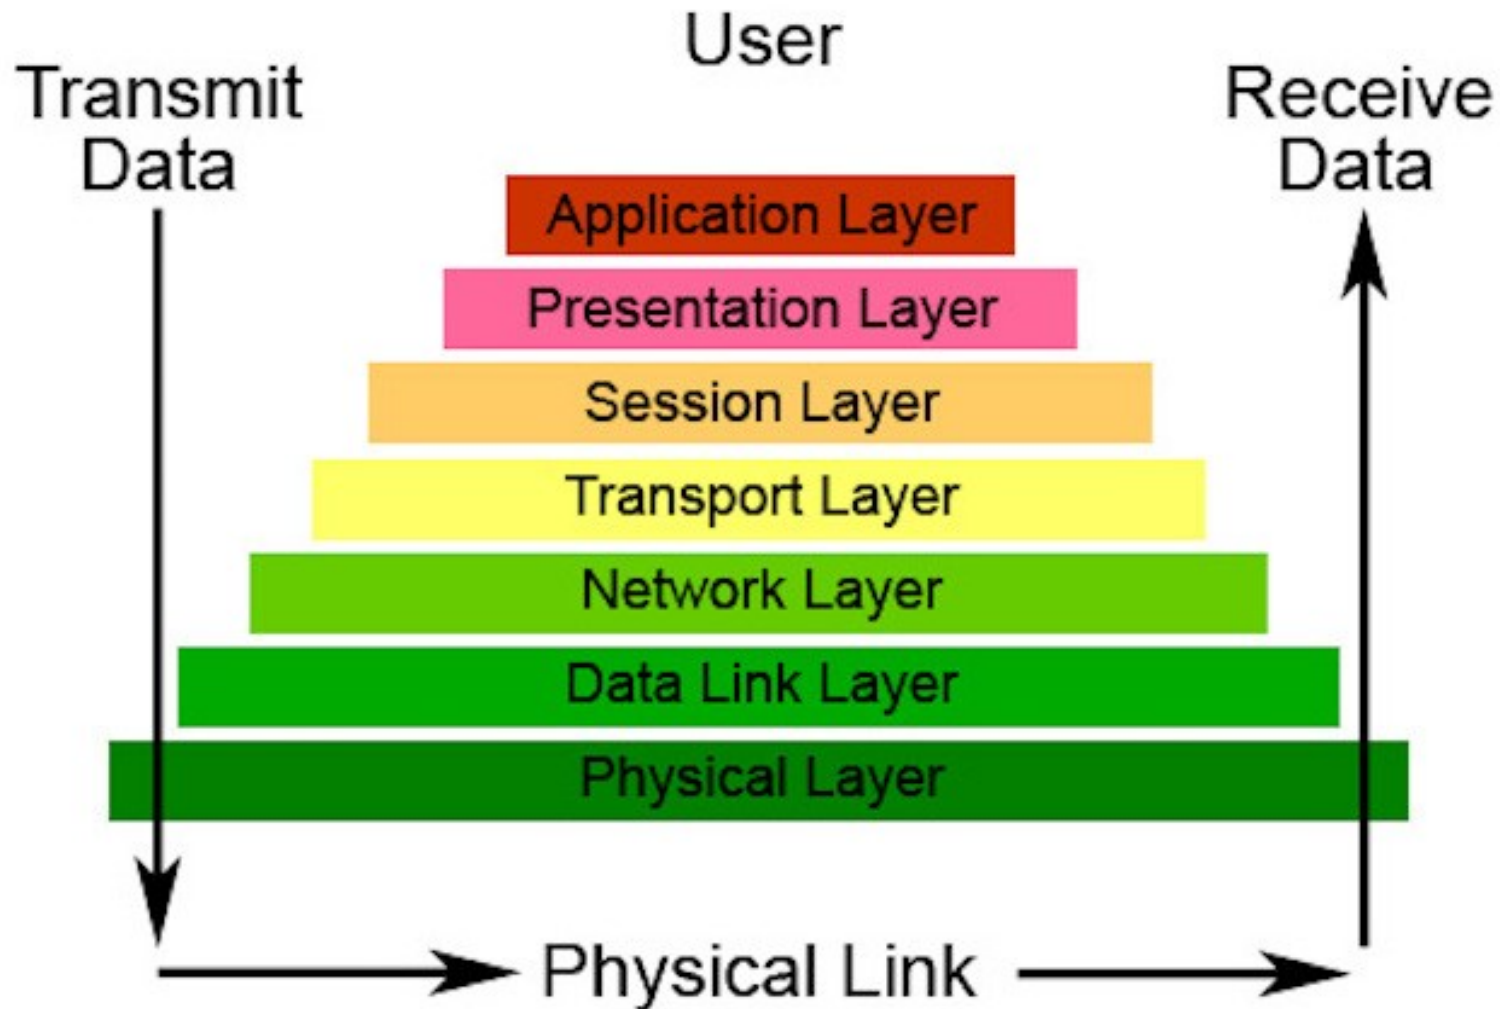 User
Transmit
Data
Receive
Data
Application Layer
Presentation Layer
Session Layer
Transport Layer
Network Layer
Data Link Layer
Physical Layer
Physical Link